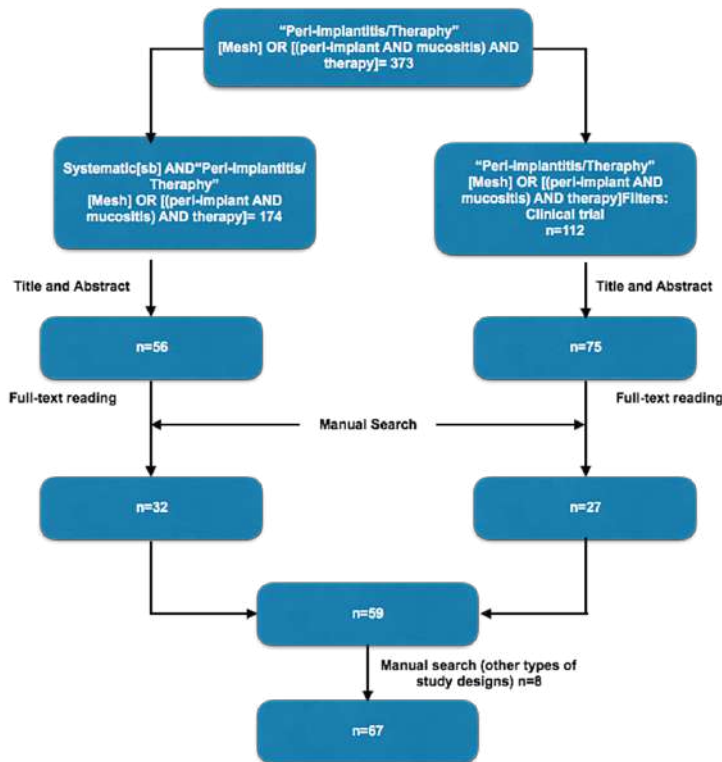 “Peri-Implantitis/Theraphy”
[Mesh] OR [(peri-implant AND mucositis) AND
therapy]= 373
Systematic[sb] AND“Peri-Implantitis/
Theraphy”
[Mesh] OR [(peri-implant AND
mucositis) AND therapy]= 174
“Peri-Implantitis/Theraphy”
[Mesh] OR [(peri-implant AND
mucositis) AND therapy]Filters:
Clinical trial
n=112
Title and Abstract
Title and Abstract
n=56
n=75
Full-text reading
Full-text reading
Manual Search
n=32
n=27
n=59
Manual search (other types of
study designs) n=8
n=67